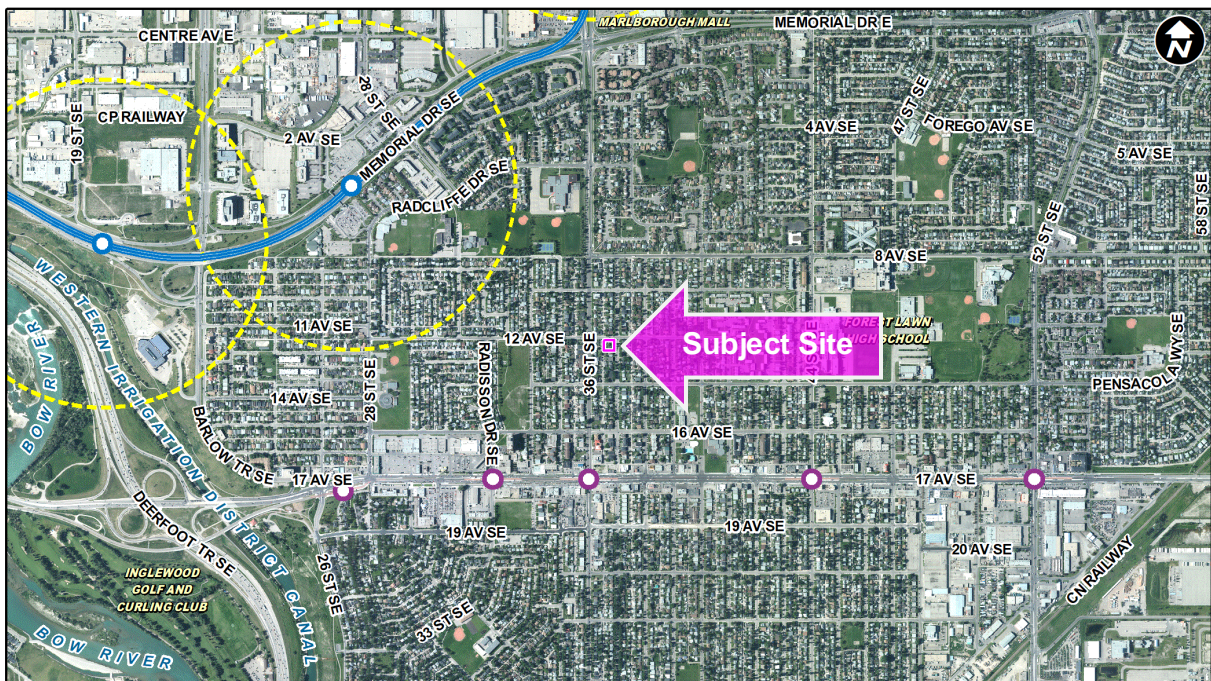 MARLBOROUGH MALL
MEMORIAL DR E
CENTRE AV E
N
28 ST SE
47 ST SE
19 ST SE
CP RAILWAY
MEMORIAL DR SE
2 AV SE
4 AV SE
FOREGO AV SE
5 AV SE
RADCLIFFE DR SE
58 ST SE
52 ST SE
8 AV SE
WESTERN IRRIGATION DISTRICT CANAL
BOW RIVER
11 AV SE
12 AV SE
36 ST SE
Subject Site
FOREST LAWN
HIGH SCHOOL
RADISSON DR SE
PENSACOLA WY SE
14 AV SE
28 ST SE
BARLOW TR SE
16 AV SE
17 AV SE
17 AV SE
DEERFOOT TR SE
19 AV SE
19 AV SE
20 AV SE
26 ST SE
CN RAILWAY
INGLEWOOD
GOLF AND
CURLING CLUB
33 ST SE
BOW RIVER